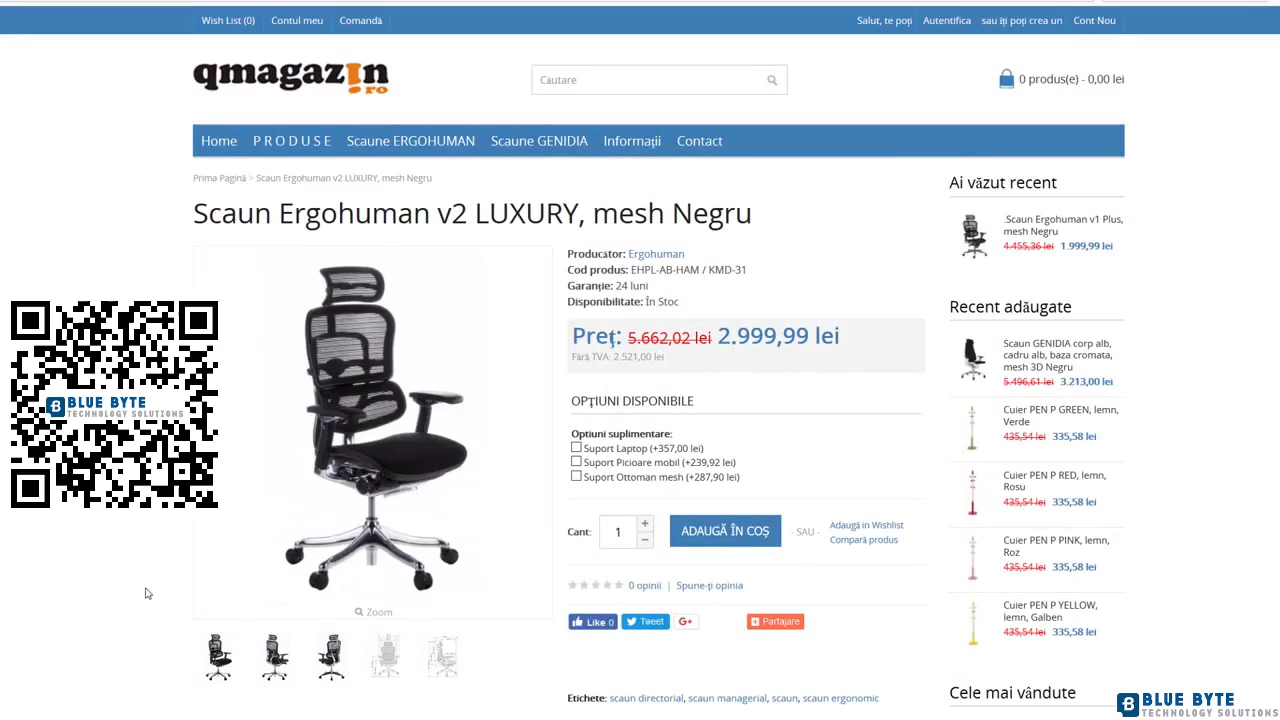 Wish List (0) Contul meu Comandă
Salut, te poți Autentifica sau îți poți crea un Cont Nou
qmagazin.ro
Căutare
0 produs(e) - 0,00 lei
Home P R O D U S E Scaune ERGOHUMAN Scaune GENIDIA Informații Contact
Prima Pagină > Scaun Ergohuman v2 LUXURY, mesh Negru
Scaun Ergohuman v2 LUXURY, mesh Negru
Zoom
Producător: Ergohuman
Cod produs: EHPL-AB-HAM / KMD-31
Garanție: 24 luni
Disponibilitate: În Stoc
Preț: 5.662,02 lei 2.999,99 lei
Fără TVA: 2.521,00 lei
OPȚIUNI DISPONIBILE
Optiuni suplimentare:
Suport Laptop (+357,00 lei)
Suport Picioare mobil (+239,92 lei)
Suport Ottoman mesh (+287,90 lei)
Cant: 1 + −
ADAUGĂ ÎN COȘ
- SAU -
Adaugă in Wishlist
Compară produs
0 opinii | Spune-ți opinia
Like 0 Tweet G+ Partajare
Etichete: scaun directorial, scaun managerial, scaun, scaun ergonomic
Ai văzut recent
.Scaun Ergohuman v1 Plus,
mesh Negru
4.455,36 lei 1.999,99 lei
Recent adăugate
Scaun GENIDIA corp alb,
cadru alb, baza cromata,
mesh 3D Negru
5.496,61 lei 3.213,00 lei
Cuier PEN P GREEN, lemn,
Verde
435,54 lei 335,58 lei
Cuier PEN P RED, lemn,
Rosu
435,54 lei 335,58 lei
Cuier PEN P PINK, lemn,
Roz
435,54 lei 335,58 lei
Cuier PEN P YELLOW,
lemn, Galben
435,54 lei 335,58 lei
Cele mai vândute
BLUE BYTE
TECHNOLOGY SOLUTIONS
BLUE BYTE
TECHNOLOGY SOLUTIONS